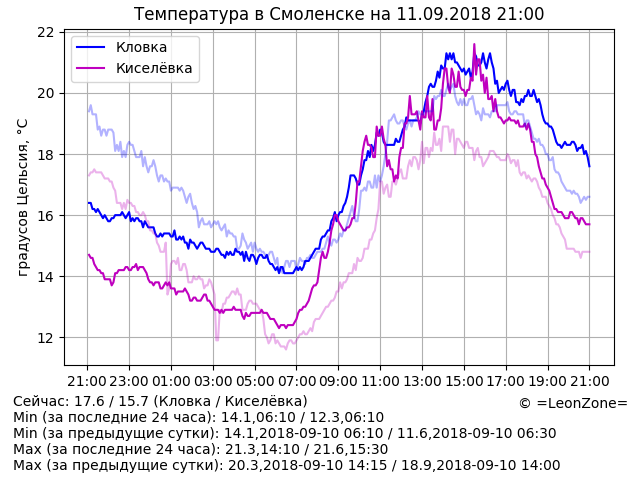 Температура в Смоленске на 11.09.2018 21:00
Кловка
Киселёвка
градусов Цельсия, °C
22
20
18
16
14
12
21:00 23:00 01:00 03:00 05:00 07:00 09:00 11:00 13:00 15:00 17:00 19:00 21:00
Сейчас: 17.6 / 15.7 (Кловка / Киселёвка)
© =LeonZone=
Min (за последние 24 часа): 14.1,06:10 / 12.3,06:10
Min (за предыдущие сутки): 14.1,2018-09-10 06:10 / 11.6,2018-09-10 06:30
Max (за последние 24 часа): 21.3,14:10 / 21.6,15:30
Max (за предыдущие сутки): 20.3,2018-09-10 14:15 / 18.9,2018-09-10 14:00